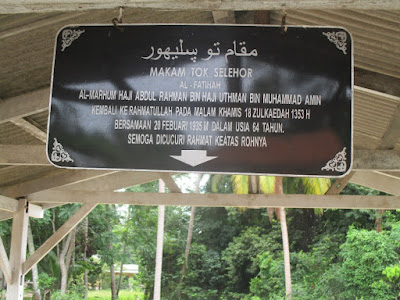 مقام تو ٴ سليهور
MAKAM TOK SELEHOR
AL - FATIHAH
AL-MARHUM HAJI ABDUL RAHMAN BIN HAJI UTHMAN BIN MUHAMMAD AMIN
KEMBALI KE RAHMATULLAH PADA MALAM KHAMIS 18 ZULKAEDAH 1353 H
BERSAMAAN 20 FEBUARI 1935 M DALAM USIA 64 TAHUN.
SEMOGA DICUCURI RAHMAT KEATAS ROHNYA